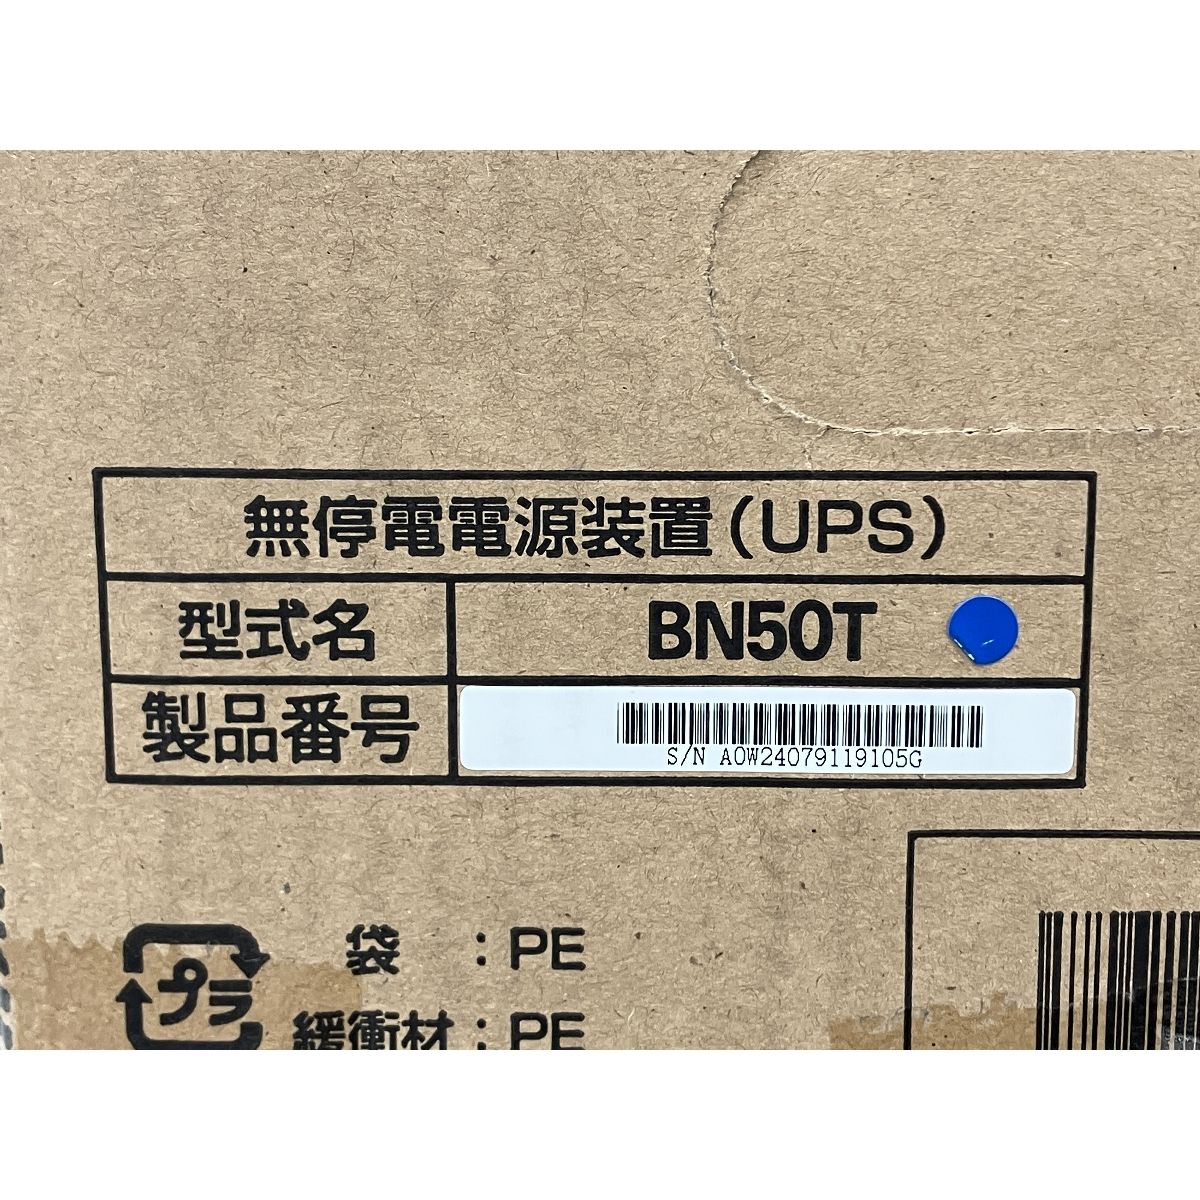 無停電電源装置(UPS)
型式名 BN50T
製品番号
S/N A0W24079119105G
プラ
袋 : PE
緩衝材 : PE